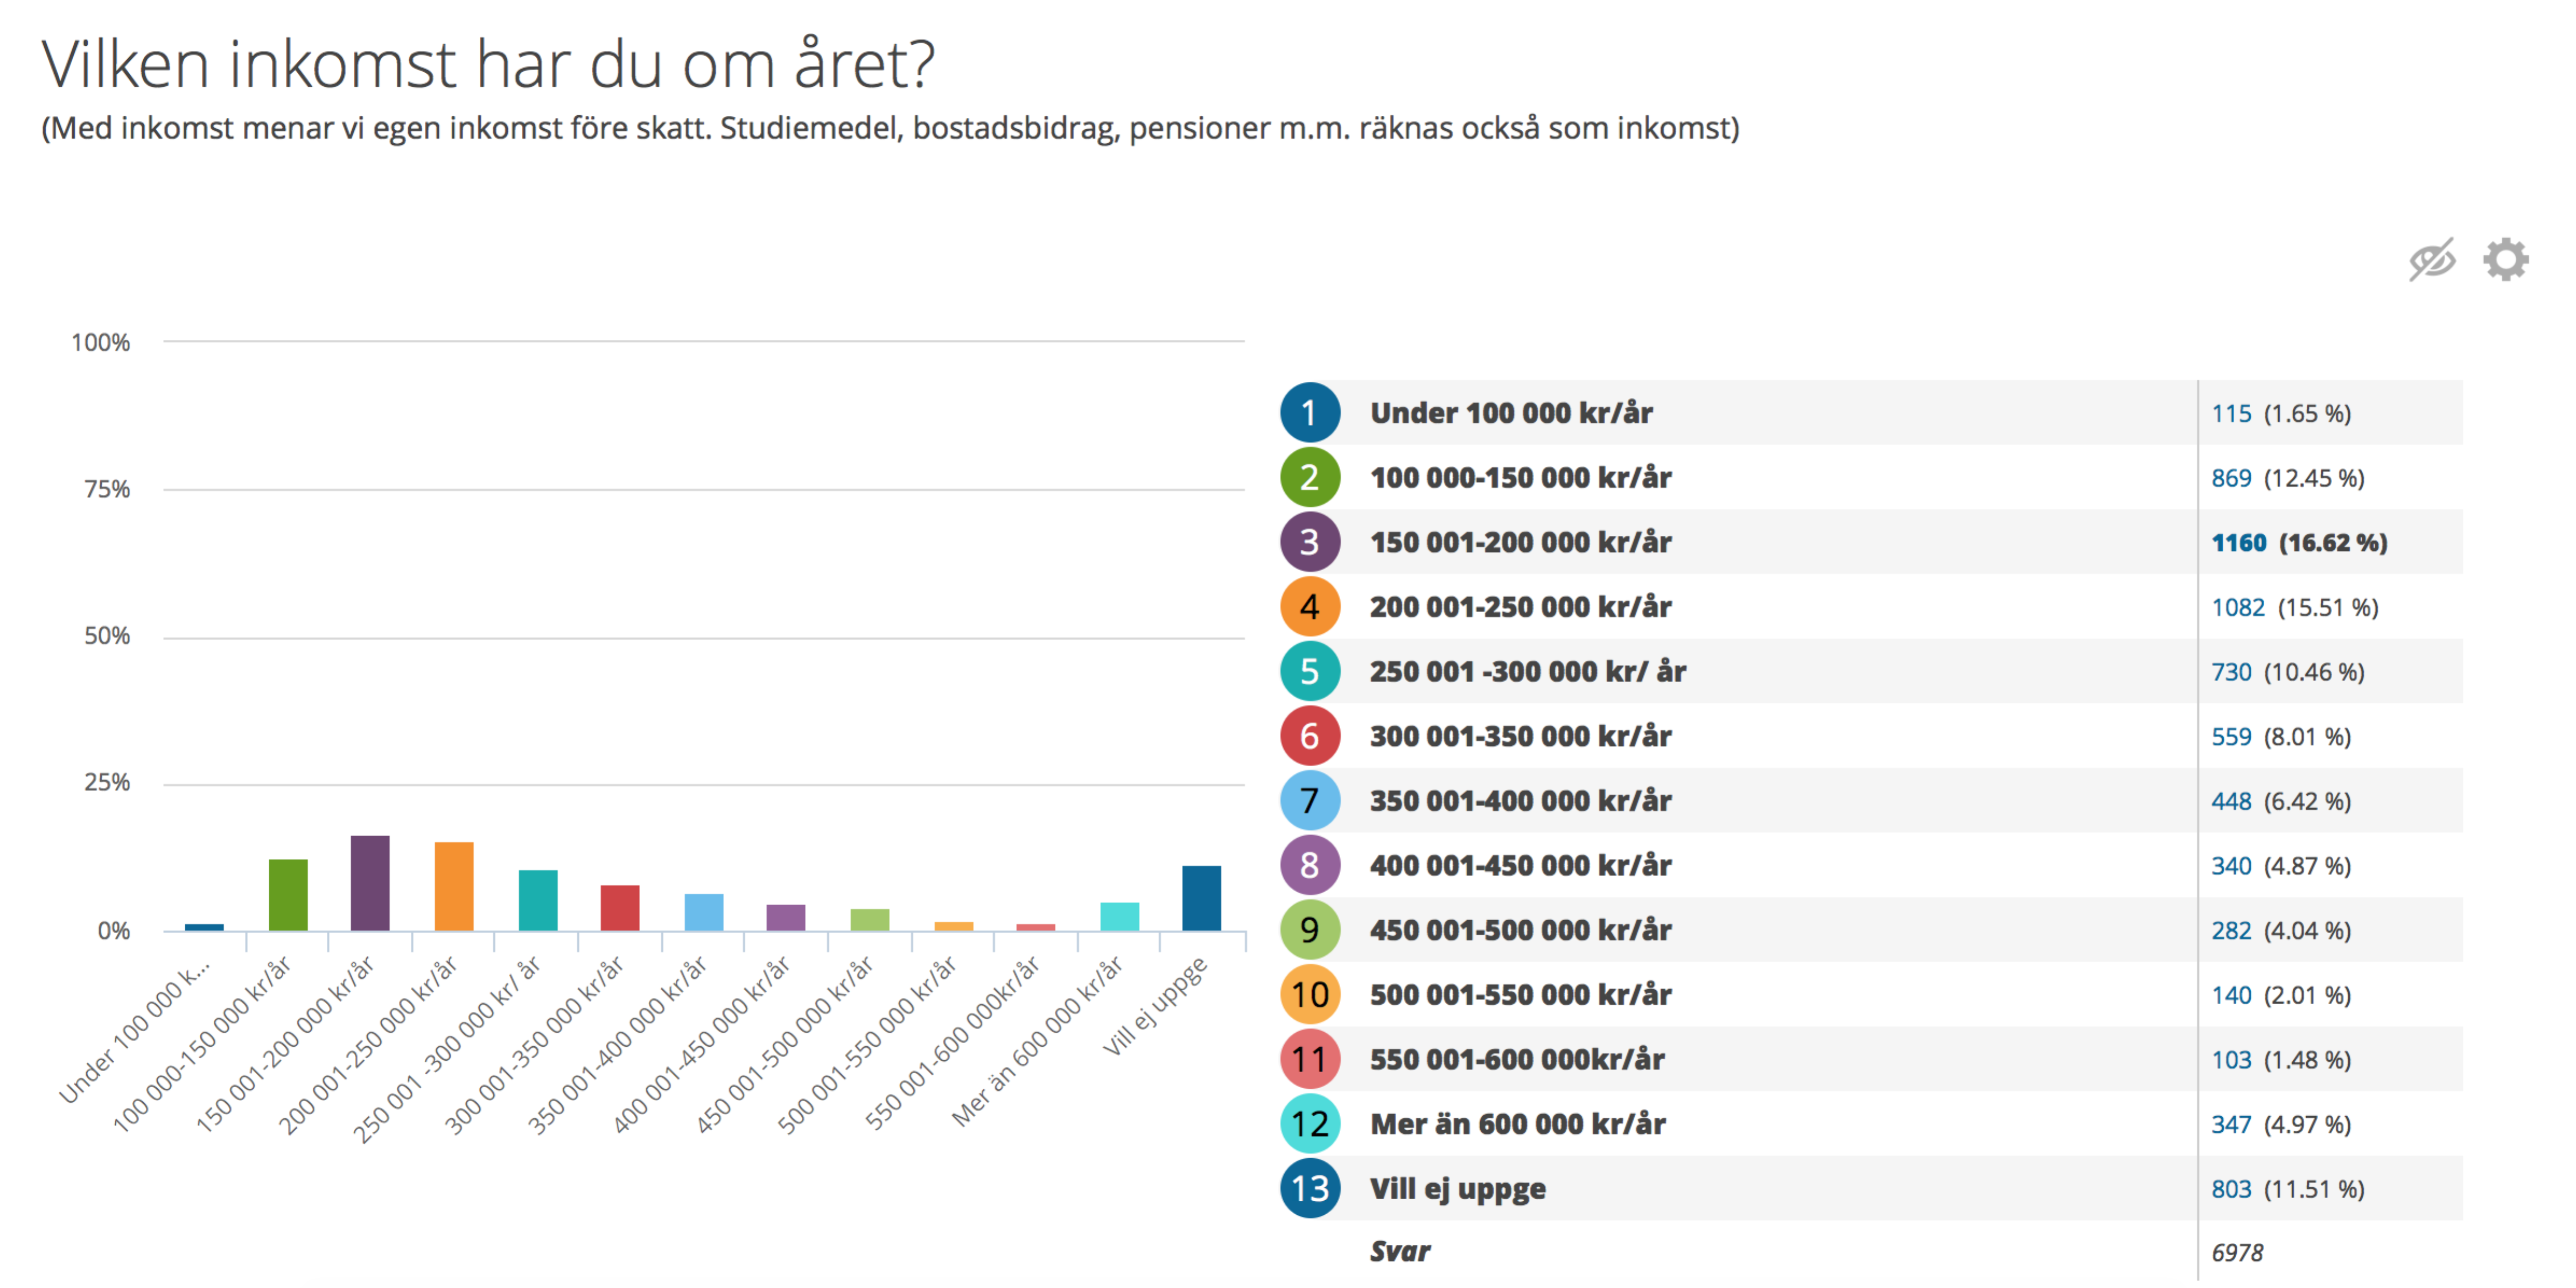 Vilken inkomst har du om året?
(Med inkomst menar vi egen inkomst före skatt. Studiemedel, bostadsbidrag, pensioner m.m. räknas också som inkomst)
100%
75%
50%
25%
0%
Under 100 000 k...
100 000-150 000 kr/år
150 001-200 000 kr/år
200 001-250 000 kr/år
250 001 -300 000 kr/ år
300 001-350 000 kr/år
350 001-400 000 kr/år
400 001-450 000 kr/år
450 001-500 000 kr/år
500 001-550 000 kr/år
550 001-600 000kr/år
Mer än 600 000 kr/år
Vill ej uppge
1 Under 100 000 kr/år 115 (1.65 %)
2 100 000-150 000 kr/år 869 (12.45 %)
3 150 001-200 000 kr/år 1160 (16.62 %)
4 200 001-250 000 kr/år 1082 (15.51 %)
5 250 001 -300 000 kr/ år 730 (10.46 %)
6 300 001-350 000 kr/år 559 (8.01 %)
7 350 001-400 000 kr/år 448 (6.42 %)
8 400 001-450 000 kr/år 340 (4.87 %)
9 450 001-500 000 kr/år 282 (4.04 %)
10 500 001-550 000 kr/år 140 (2.01 %)
11 550 001-600 000kr/år 103 (1.48 %)
12 Mer än 600 000 kr/år 347 (4.97 %)
13 Vill ej uppge 803 (11.51 %)
Svar 6978